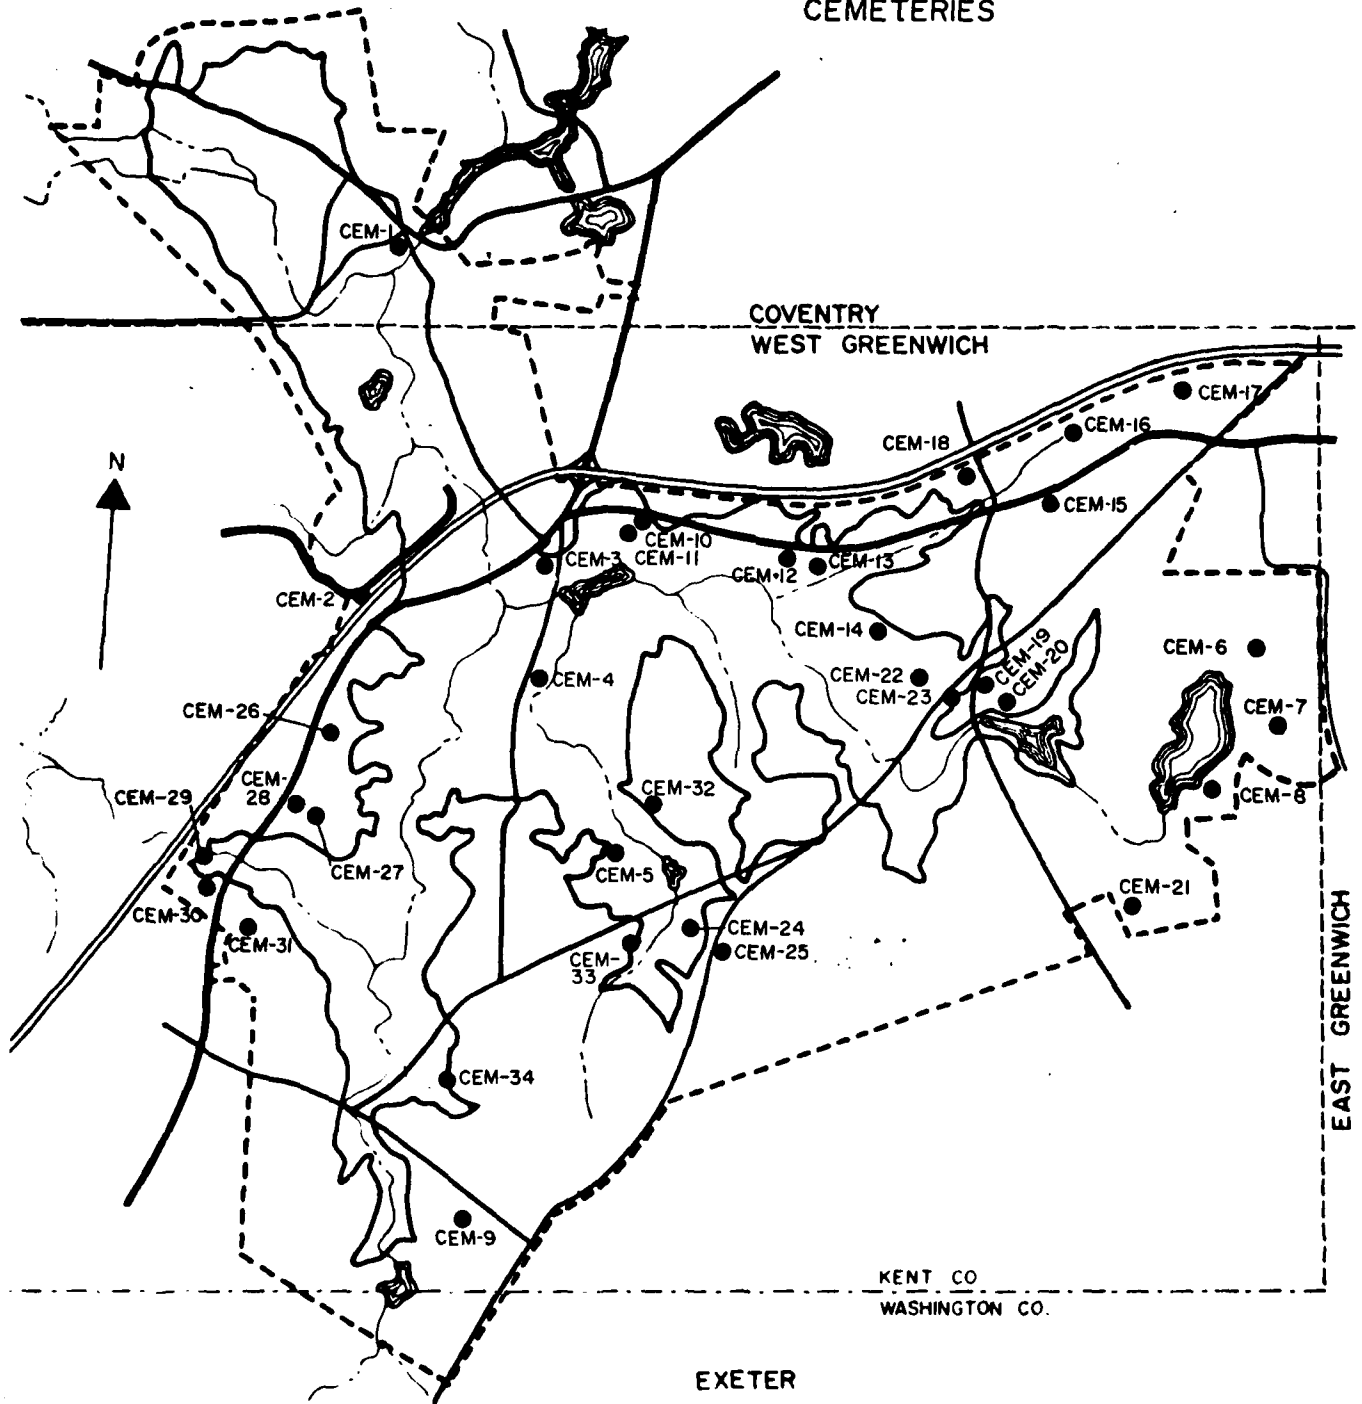 CEMETERIES
CEM-1
COVENTRY
WEST GREENWICH
CEM-17
CEM-16
CEM-18
N
CEM-15
CEM-10
CEM-3
CEM-11
CEM-12
CEM-13
CEM-2
CEM-14
CEM-6
CEM-19
CEM-20
CEM-22
CEM-4
CEM-23
CEM-26
CEM-7
CEM-
28
CEM-29
CEM-32
CEM-8
CEM-27
CEM-5
CEM-21
CEM-30
CEM-31
CEM-24
CEM-25
CEM-
33
EAST GREENWICH
CEM-34
CEM-9
KENT CO
WASHINGTON CO.
EXETER